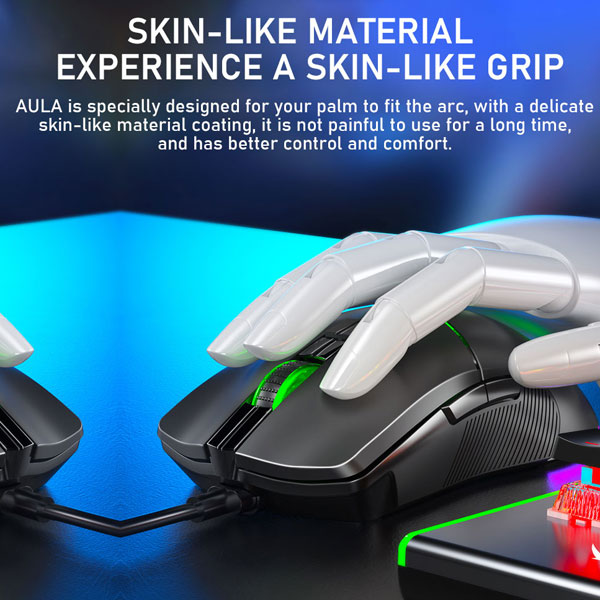 SKIN-LIKE MATERIAL
EXPERIENCE A SKIN-LIKE GRIP
AULA is specially designed for your palm to fit the arc, with a delicate
skin-like material coating, it is not painful to use for a long time,
and has better control and comfort.